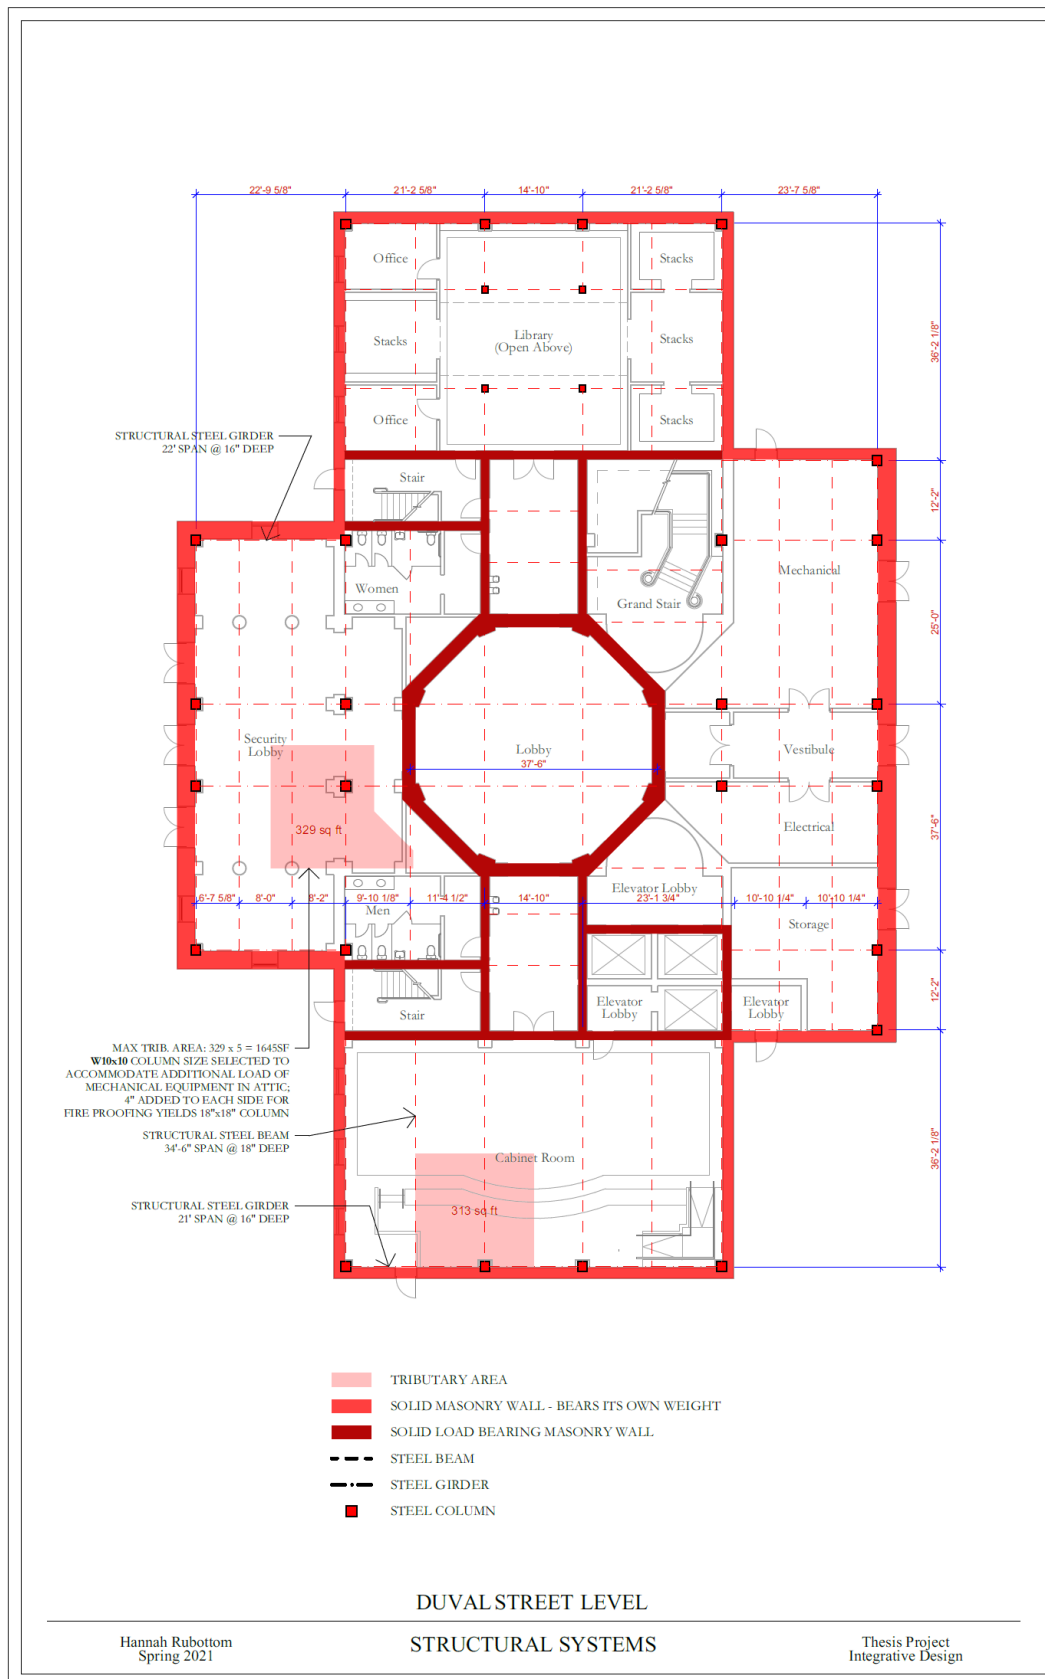 22'-9 5/8"
21'-2 5/8"
14'-10"
21'-2 5/8"
23'-7 5/8"
Office
Stacks
Library
(Open Above)
Stacks
Stacks
Office
Stacks
36'-2 1/8"
STRUCTURAL STEEL GIRDER
22' SPAN @ 16" DEEP
Stair
12'-2"
Mechanical
Women
Grand Stair
25'-0"
Security
Lobby
Lobby
37'-6"
Vestibule
329 sq ft
Electrical
37'-6"
Elevator Lobby
6'-7 5/8"
8'-0"
8'-2"
9'-10 1/8"
11'-4 1/2"
14'-10"
23'-1 3/4"
10'-10 1/4"
10'-10 1/4"
Men
Storage
Stair
Elevator
Lobby
Elevator
Lobby
12'-2"
MAX TRIB. AREA: 329 x 5 = 1645SF
W10x10 COLUMN SIZE SELECTED TO
ACCOMMODATE ADDITIONAL LOAD OF
MECHANICAL EQUIPMENT IN ATTIC;
4" ADDED TO EACH SIDE FOR
FIRE PROOFING YIELDS 18"x18" COLUMN
STRUCTURAL STEEL BEAM
34'-6" SPAN @ 18" DEEP
Cabinet Room
36'-2 1/8"
STRUCTURAL STEEL GIRDER
21' SPAN @ 16" DEEP
313 sq ft
TRIBUTARY AREA
SOLID MASONRY WALL - BEARS ITS OWN WEIGHT
SOLID LOAD BEARING MASONRY WALL
STEEL BEAM
STEEL GIRDER
STEEL COLUMN
DUVAL STREET LEVEL
STRUCTURAL SYSTEMS
Hannah Rubottom
Spring 2021
Thesis Project
Integrative Design